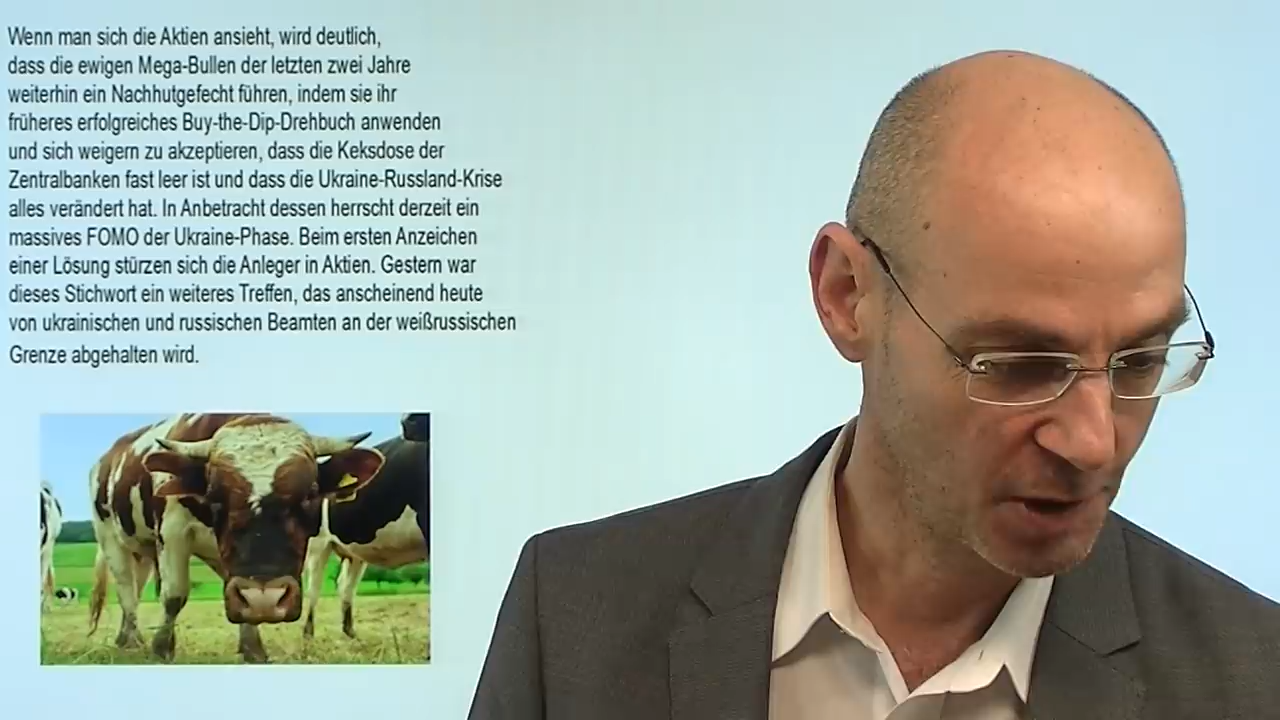 Wenn man sich die Aktien ansieht, wird deutlich,
dass die ewigen Mega-Bullen der letzten zwei Jahre
weiterhin ein Nachhutgefecht führen, indem sie ihr
früheres erfolgreiches Buy-the-Dip-Drehbuch anwenden
und sich weigern zu akzeptieren, dass die Keksdose der
Zentralbanken fast leer ist und dass die Ukraine-Russland-Krise
alles verändert hat. In Anbetracht dessen herrscht derzeit ein
massives FOMO der Ukraine-Phase. Beim ersten Anzeichen
einer Lösung stürzen sich die Anleger in Aktien. Gestern war
dieses Stichwort ein weiteres Treffen, das anscheinend heute
von ukrainischen und russischen Beamten an der weißrussischen
Grenze abgehalten wird.